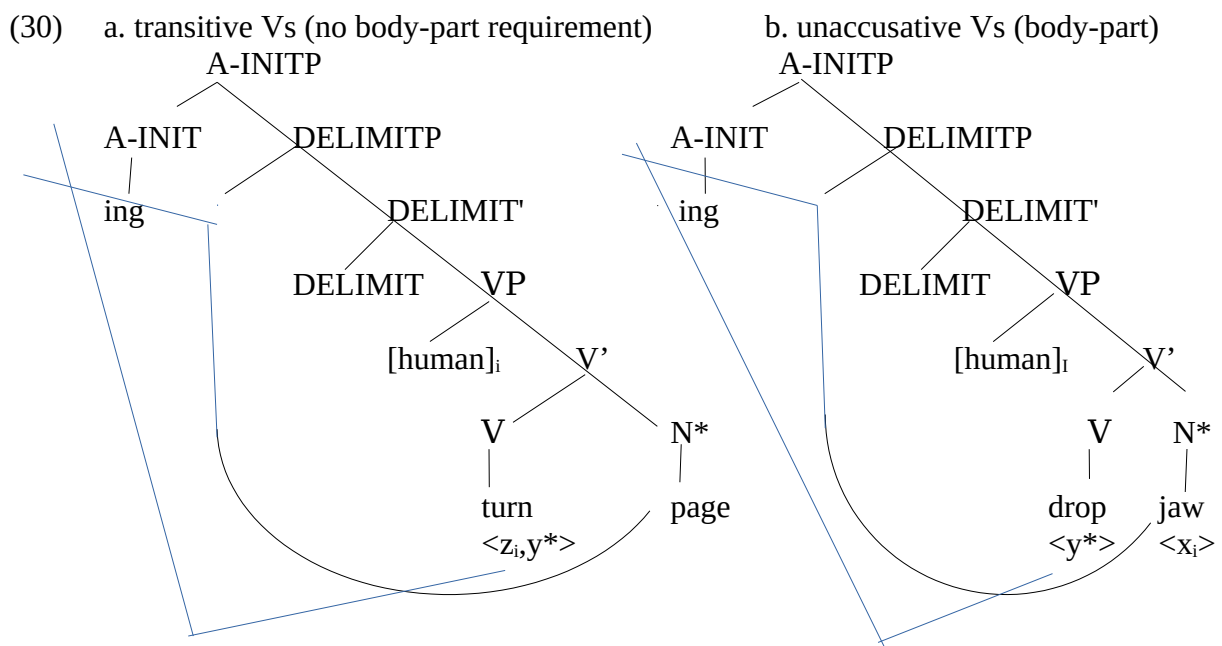 (30) a. transitive Vs (no body-part requirement) b. unaccusative Vs (body-part)
A-INITP A-INITP
A-INIT DELIMITP A-INIT DELIMITP
ing DELIMIT' ing DELIMIT'
DELIMIT VP DELIMIT VP
[human]i V’ [human]I V’
V N* V N*
turn page drop jaw
<zi,y*> <y*> <xi>